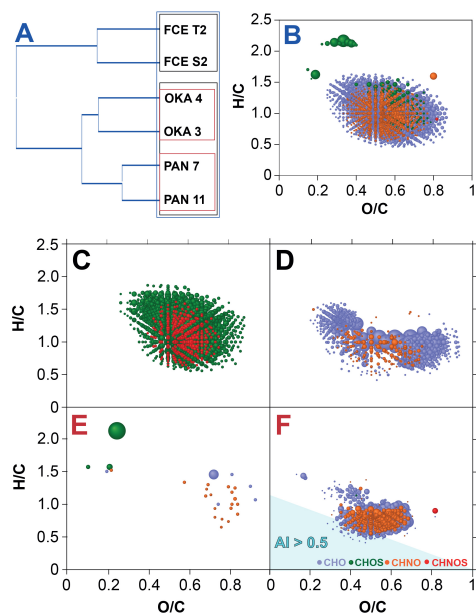 A
FCE T2
FCE S2
OKA 4
OKA 3
PAN 7
PAN 11
B
H/C
2.5
2.0
1.5
1.0
0.5
0
0 0.2 0.4 0.6 0.8 1
O/C
C
D
H/C
2.5
2.0
1.5
1.0
0.5
0
E
F
H/C
2.0
1.5
1.0
0.5
0
AI > 0.5
CHO CHOS CHNO CHNOS
0 0.2 0.4 0.6 0.8 0 0.2 0.4 0.6 0.8 1
O/C